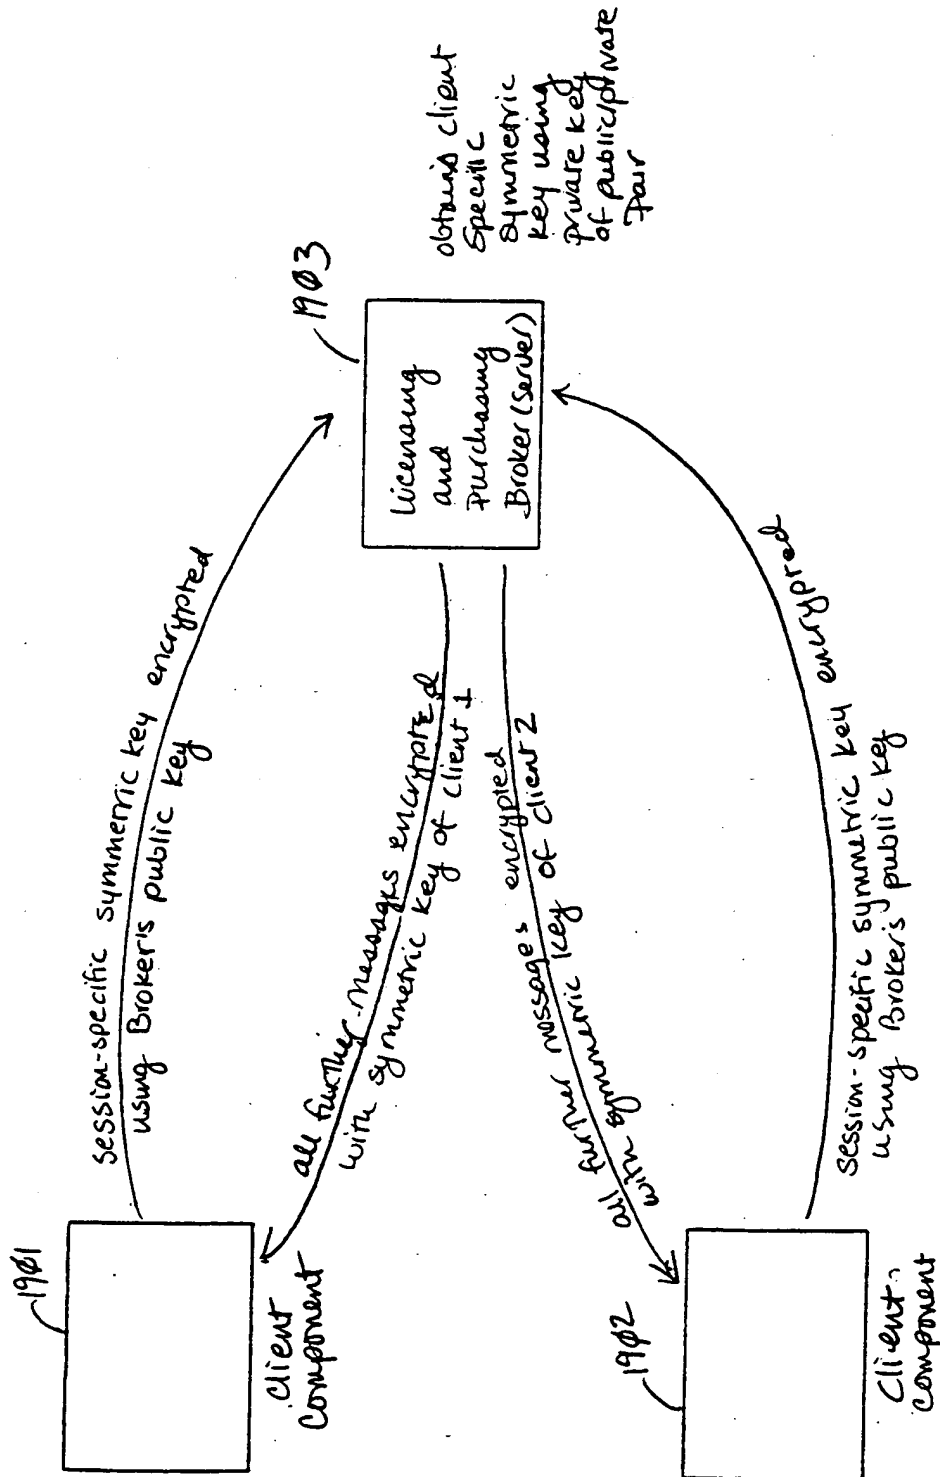 1901
client
component
session-specific symmetric key encrypted
using Broker's public key
all further messages encrypted
with symmetric key of client 1
1903
Licensing
and
Purchasing
Broker (Server)
obtains client
specific
symmetric
key using
private key
of public/private
pair
all further messages encrypted
with symmetric key of client 2
1902
Client
component
session-specific symmetric key encrypted
using Broker's public key